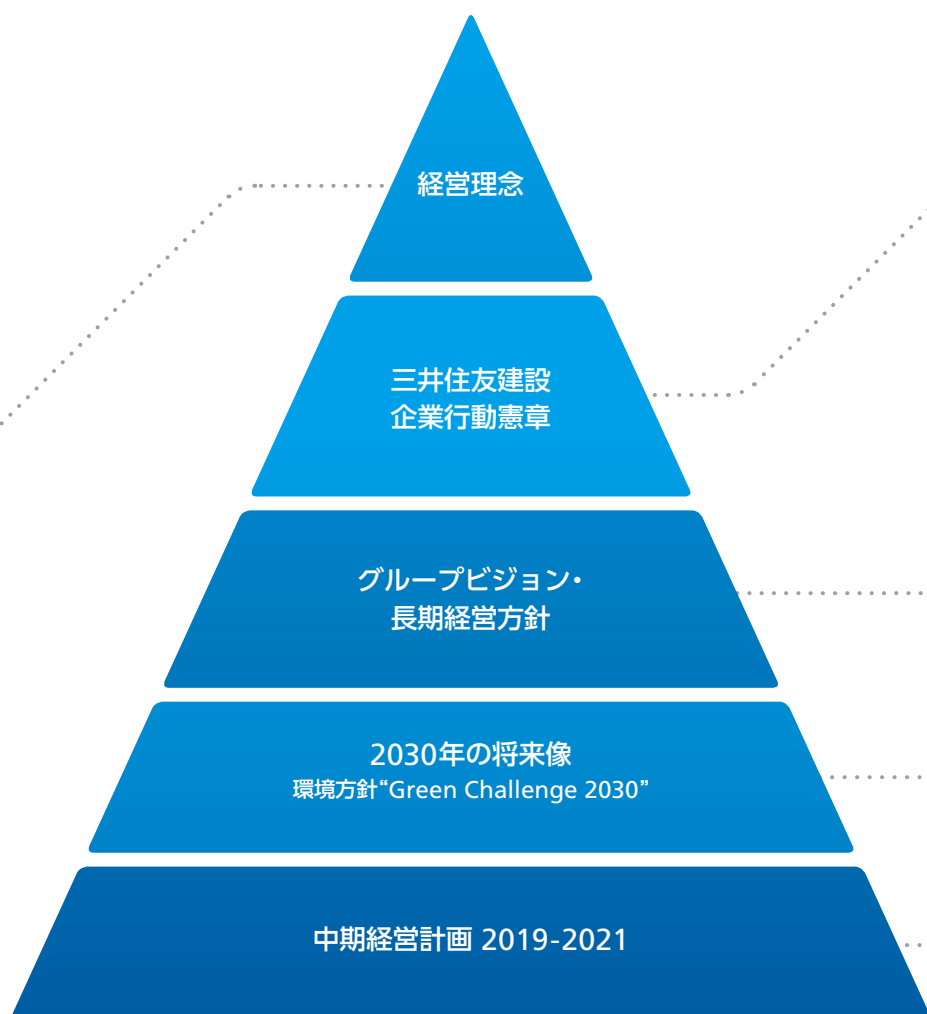 経営理念
三井住友建設
企業行動憲章
グループビジョン・
長期経営方針
2030年の将来像
環境方針“Green Challenge 2030”
中期経営計画 2019-2021